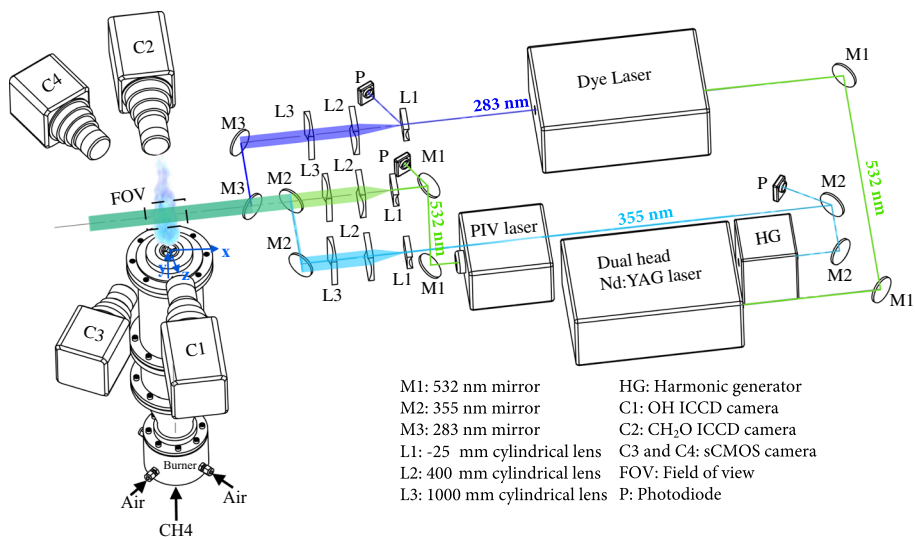 C2
C4
P
L1
L2
L3
M3
283 nm
Dye Laser
M1
FOV
M3
M2
L3
L2
P
M1
L1
532 nm
PIV laser
355 nm
P
M2
532 nm
x
y
z
M2
L3
L2
L1
M1
Dual head
Nd:YAG laser
HG
M2
M1
C3
C1
Burner
Air
Air
CH4
M1: 532 nm mirror
M2: 355 nm mirror
M3: 283 nm mirror
L1: -25 mm cylindrical lens
L2: 400 mm cylindrical lens
L3: 1000 mm cylindrical lens
HG: Harmonic generator
C1: OH ICCD camera
C2: CH₂O ICCD camera
C3 and C4: sCMOS camera
FOV: Field of view
P: Photodiode